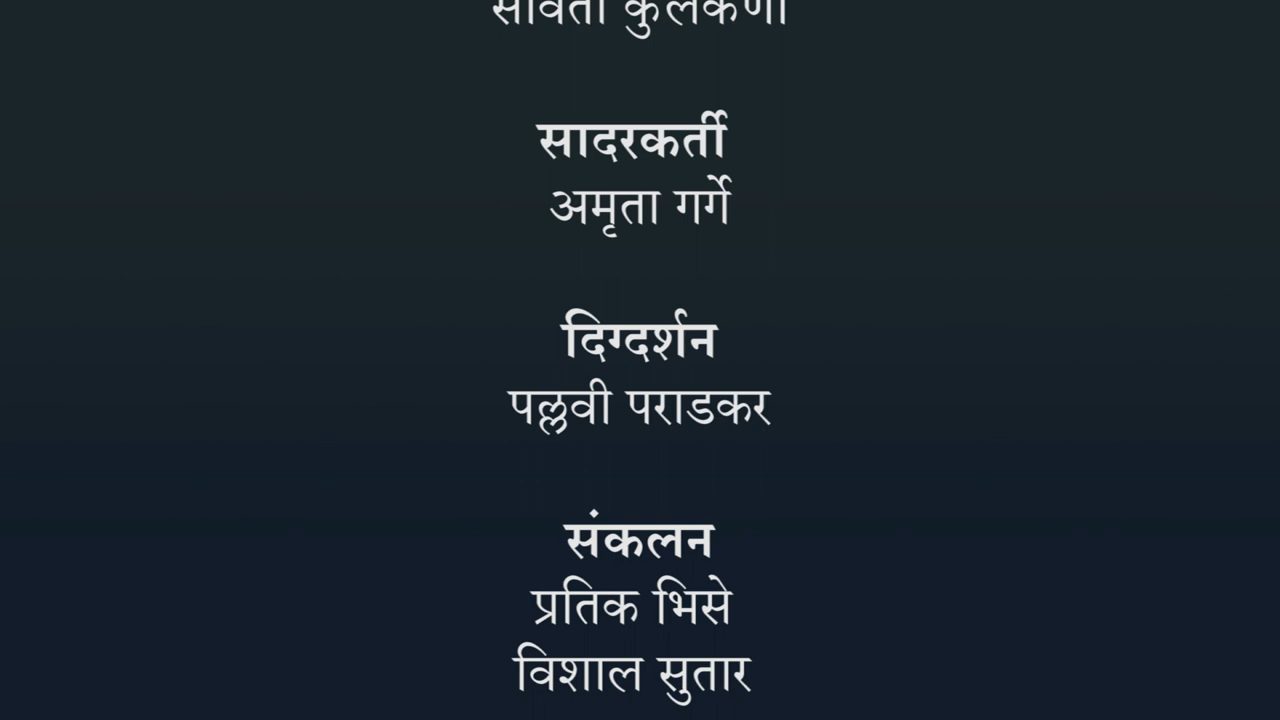 सादरकर्ती
अमृता गर्गे
दिग्दर्शन
पल्लवी पराडकर
संकलन
प्रतिक भिसे
विशाल सुतार